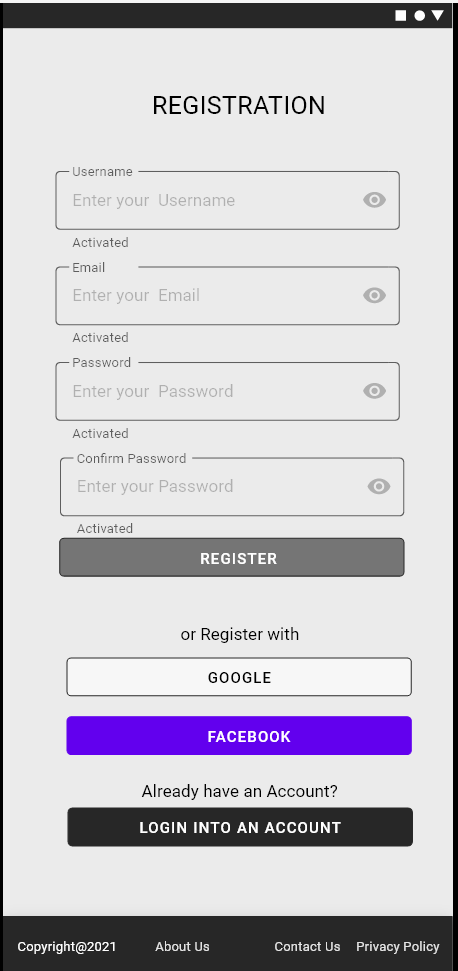 REGISTRATION
Username
Enter your Username
Activated
Email
Enter your Email
Activated
Password
Enter your Password
Activated
Confirm Password
Enter your Password
Activated
REGISTER
or Register with
GOOGLE
FACEBOOK
Already have an Account?
LOGIN INTO AN ACCOUNT
Copyright@2021 About Us Contact Us Privacy Policy